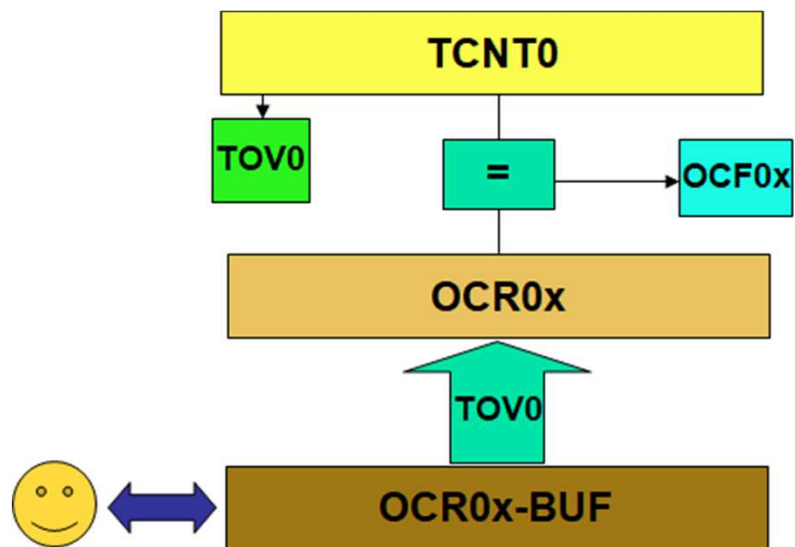 TCNT0
TOV0
=
OCF0x
OCR0x
TOV0
OCR0x-BUF